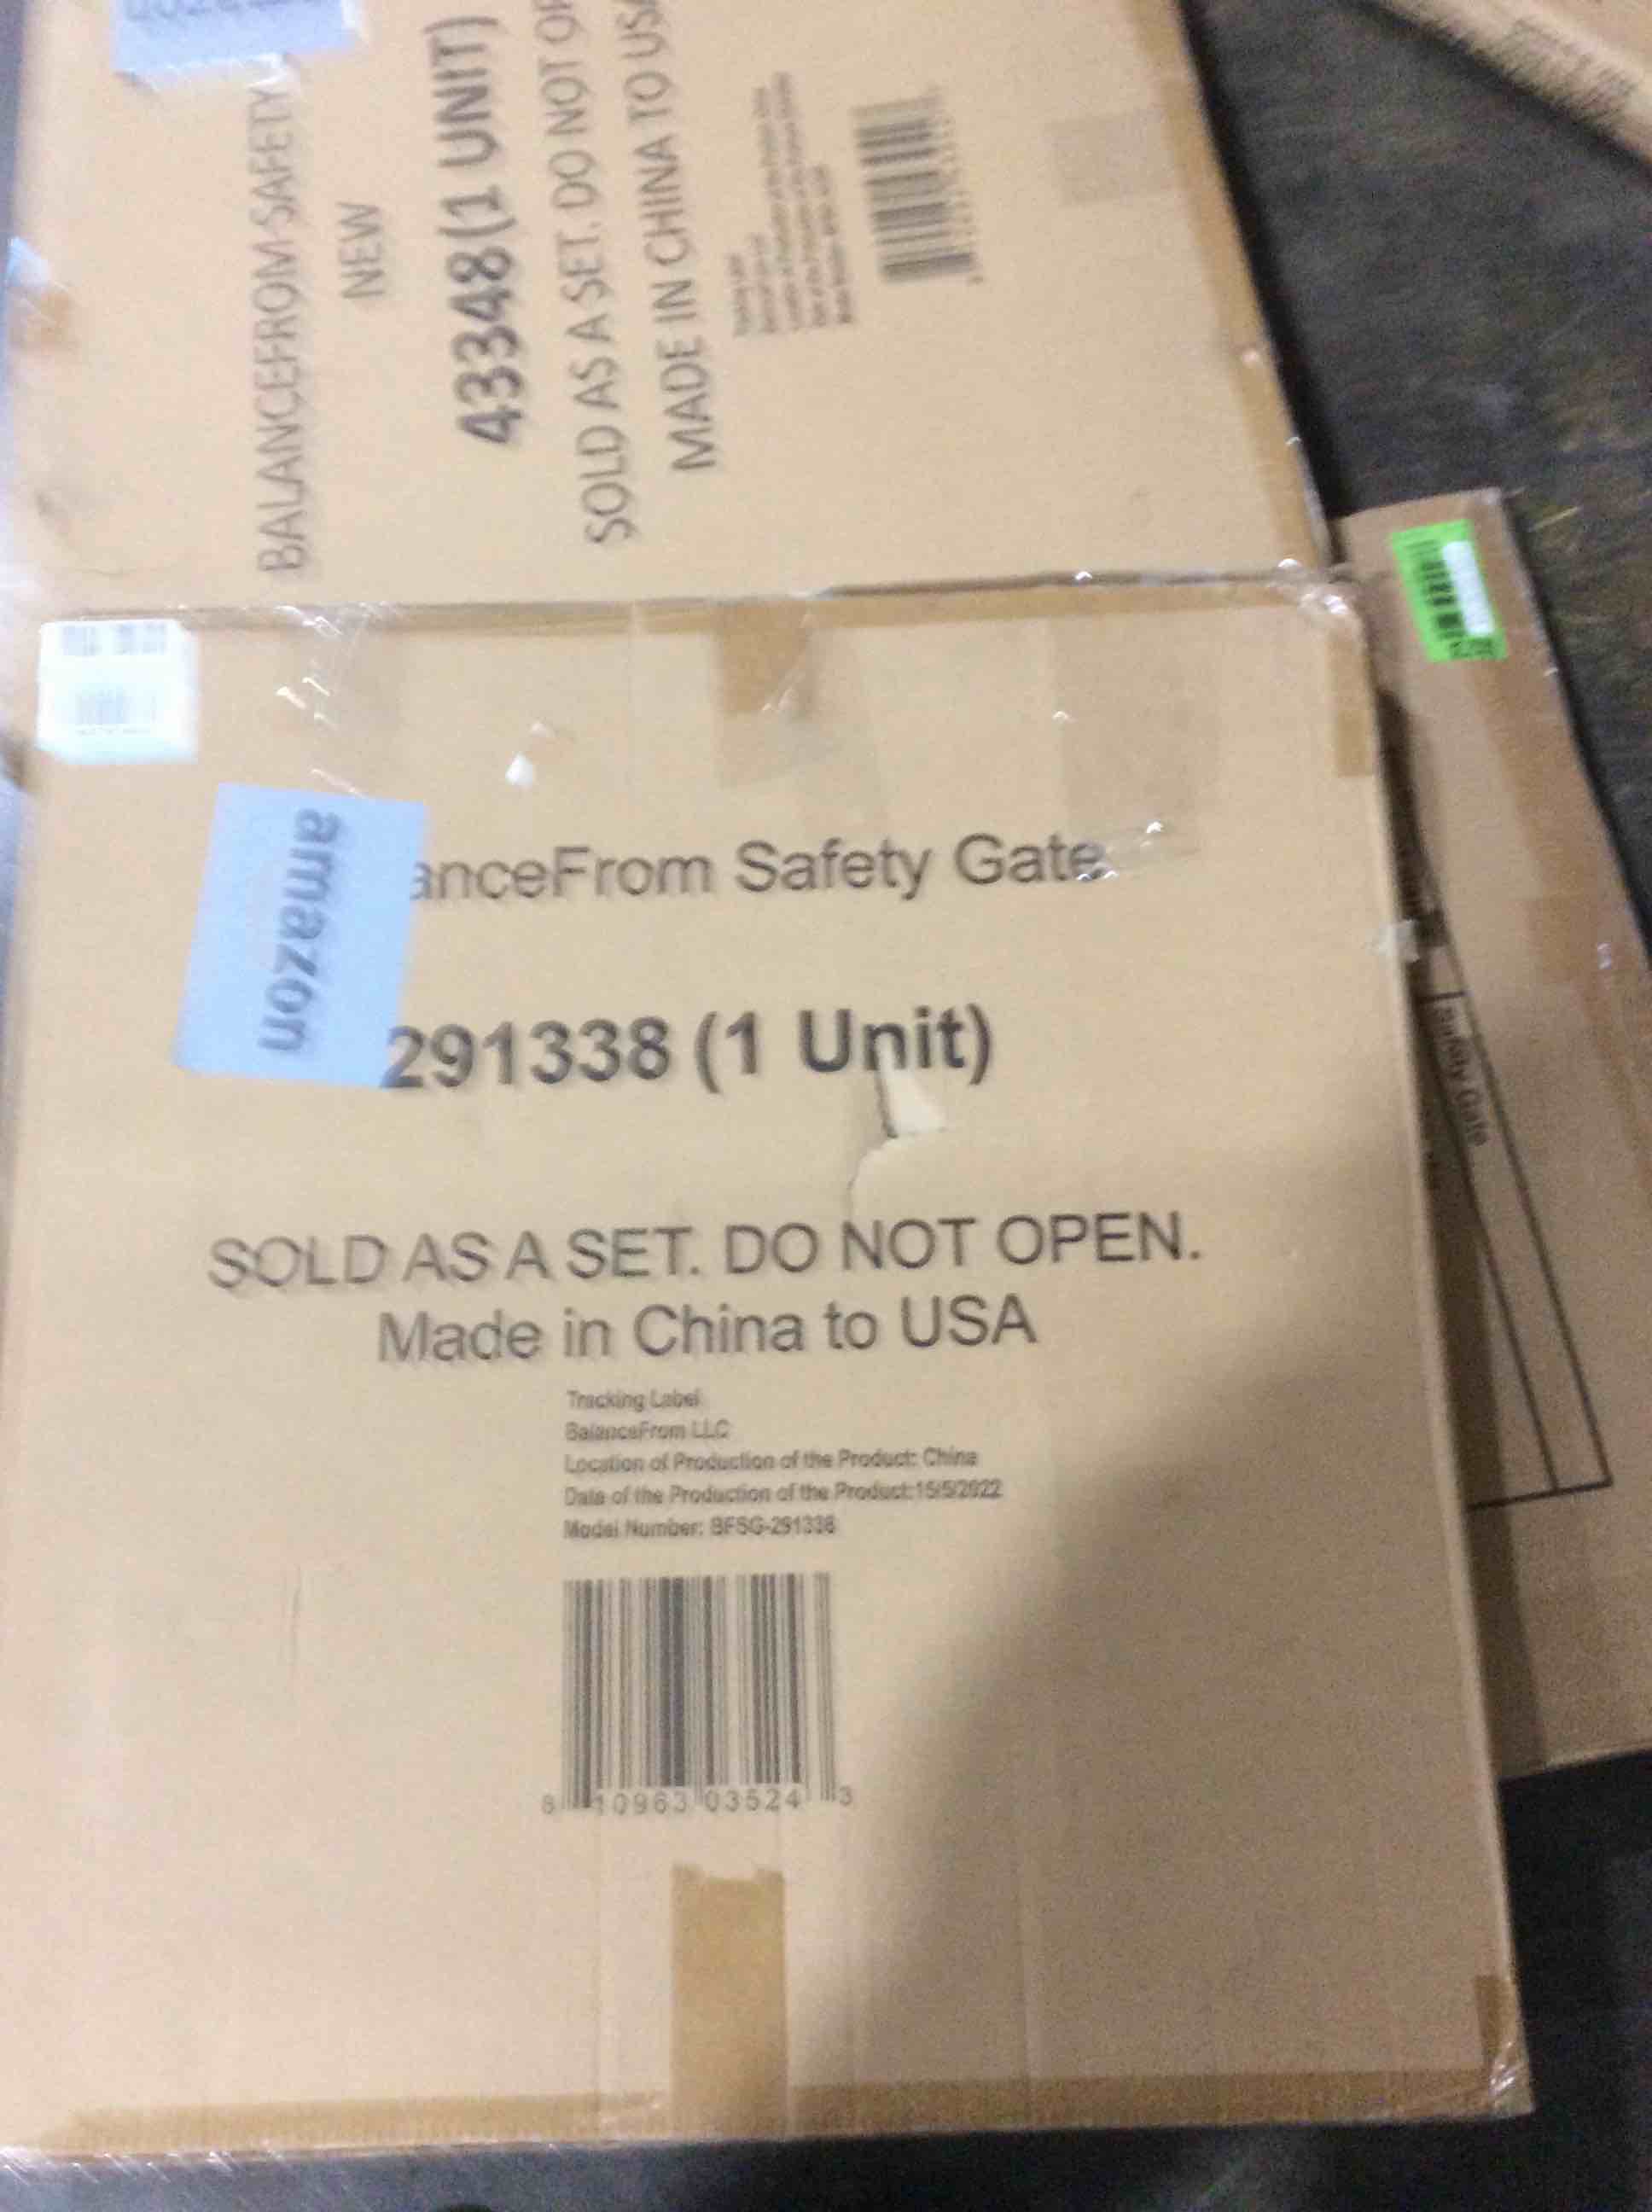 BALANCEFROM SAFETY
NEW
43348(1 UNIT)
SOLD AS A SET. DO NOT OP
MADE IN CHINA TO USA
amazon
anceFrom Safety Gate
291338 (1 Unit)
SOLD AS A SET. DO NOT OPEN.
Made in China to USA
Tracking Label
BalanceFrom LLC
Location of Production of the Product: China
Date of the Production of the Product:15/5/2022
Model Number: BFSG-291338
8 10963 03524 3
Safety Gate